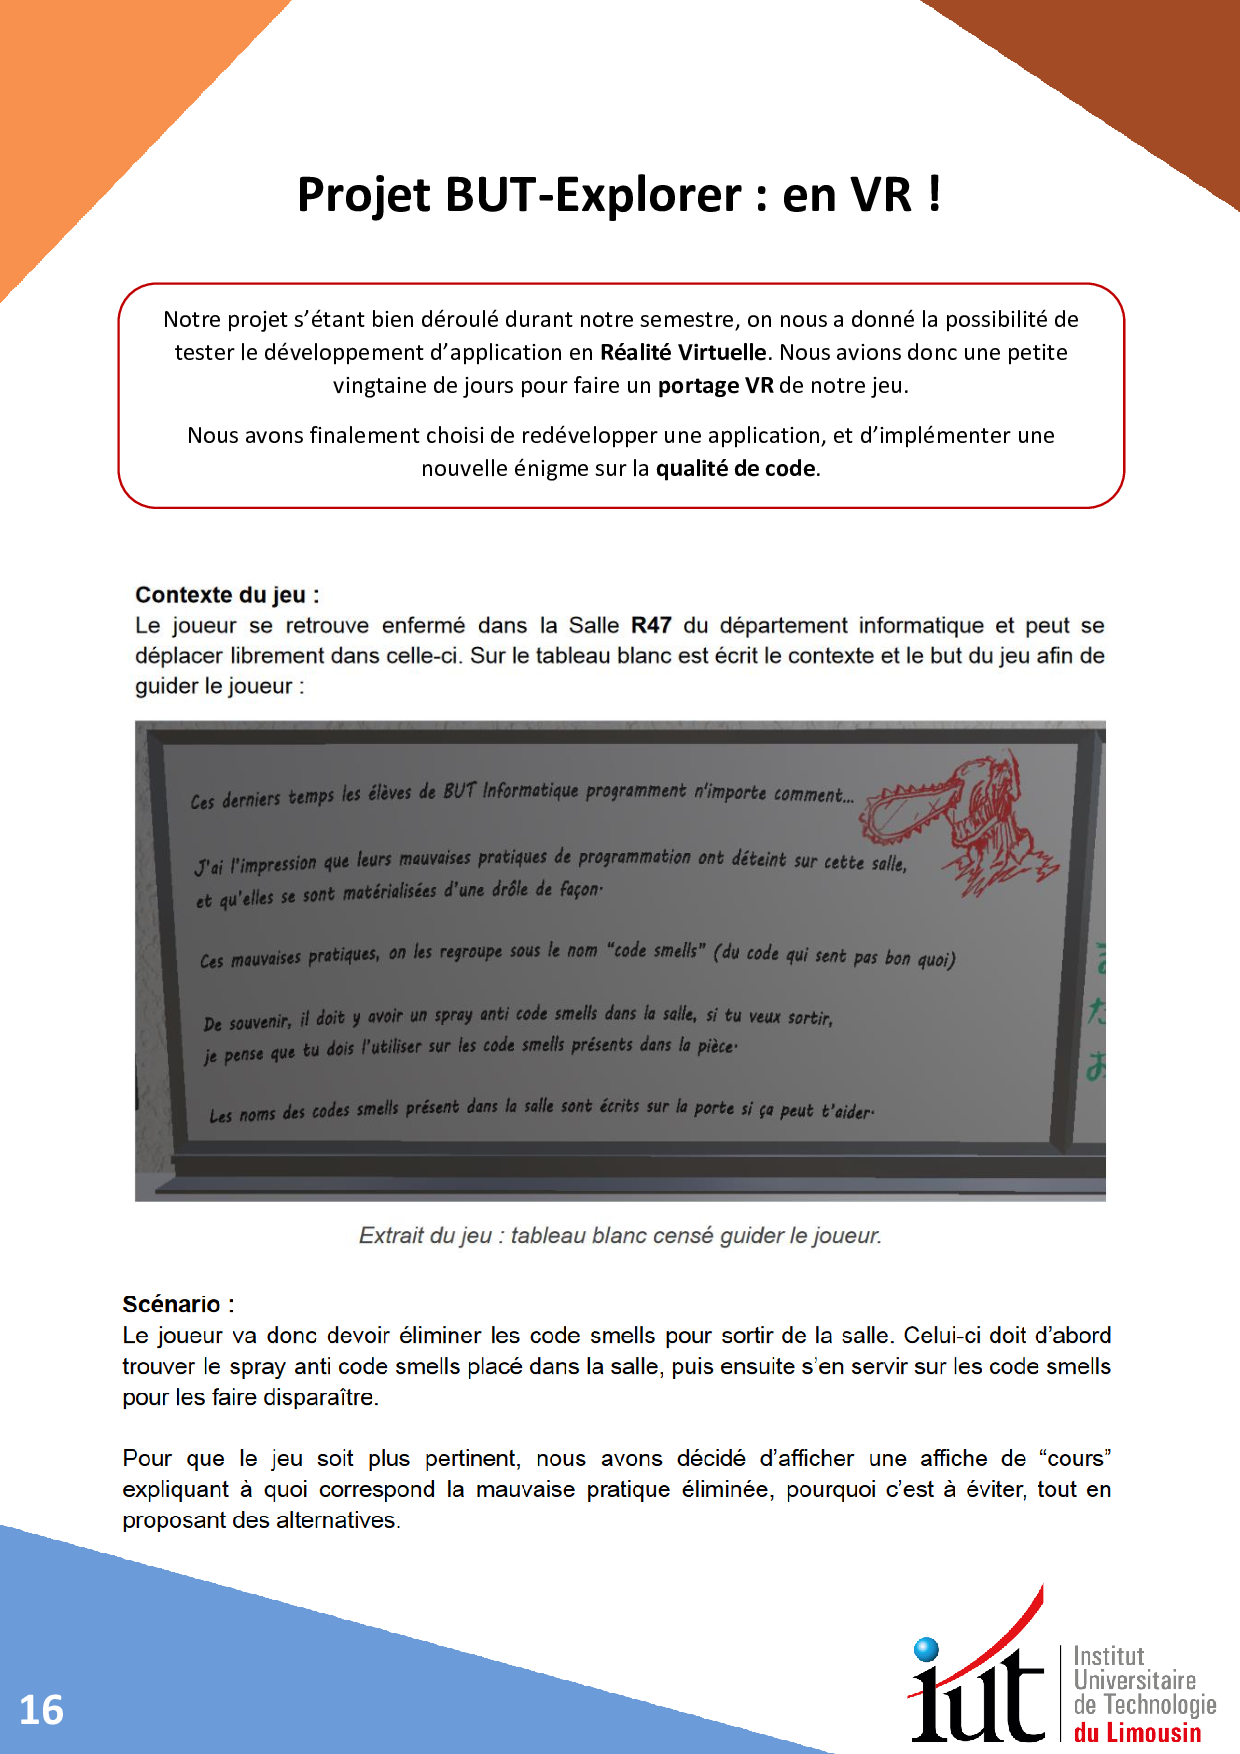 Projet BUT-Explorer : en VR !
Notre projet s’étant bien déroulé durant notre semestre, on nous a donné la possibilité de
tester le développement d’application en Réalité Virtuelle. Nous avions donc une petite
vingtaine de jours pour faire un portage VR de notre jeu.
Nous avons finalement choisi de redévelopper une application, et d’implémenter une
nouvelle énigme sur la qualité de code.
Contexte du jeu :
Le joueur se retrouve enfermé dans la Salle R47 du département informatique et peut se
déplacer librement dans celle-ci. Sur le tableau blanc est écrit le contexte et le but du jeu afin de
guider le joueur :
Ces derniers temps les élèves de BUT Informatique programment n'importe comment...
J'ai l'impression que leurs mauvaises pratiques de programmation ont déteint sur cette salle,
et qu'elles se sont matérialisées d'une drôle de façon.
Ces mauvaises pratiques, on les regroupe sous le nom "code smells" (du code qui sent pas bon quoi)
De souvenir, il doit y avoir un spray anti code smells dans la salle, si tu veux sortir,
je pense que tu dois l'utiliser sur les code smells présents dans la pièce.
Les noms des codes smells présent dans la salle sont écrits sur la porte si ça peut t'aider.
た
お
Extrait du jeu : tableau blanc censé guider le joueur.
Scénario :
Le joueur va donc devoir éliminer les code smells pour sortir de la salle. Celui-ci doit d’abord
trouver le spray anti code smells placé dans la salle, puis ensuite s’en servir sur les code smells
pour les faire disparaître.
Pour que le jeu soit plus pertinent, nous avons décidé d’afficher une affiche de “cours”
expliquant à quoi correspond la mauvaise pratique éliminée, pourquoi c’est à éviter, tout en
proposant des alternatives.
16
iut
Institut
Universitaire
de Technologie
du Limousin